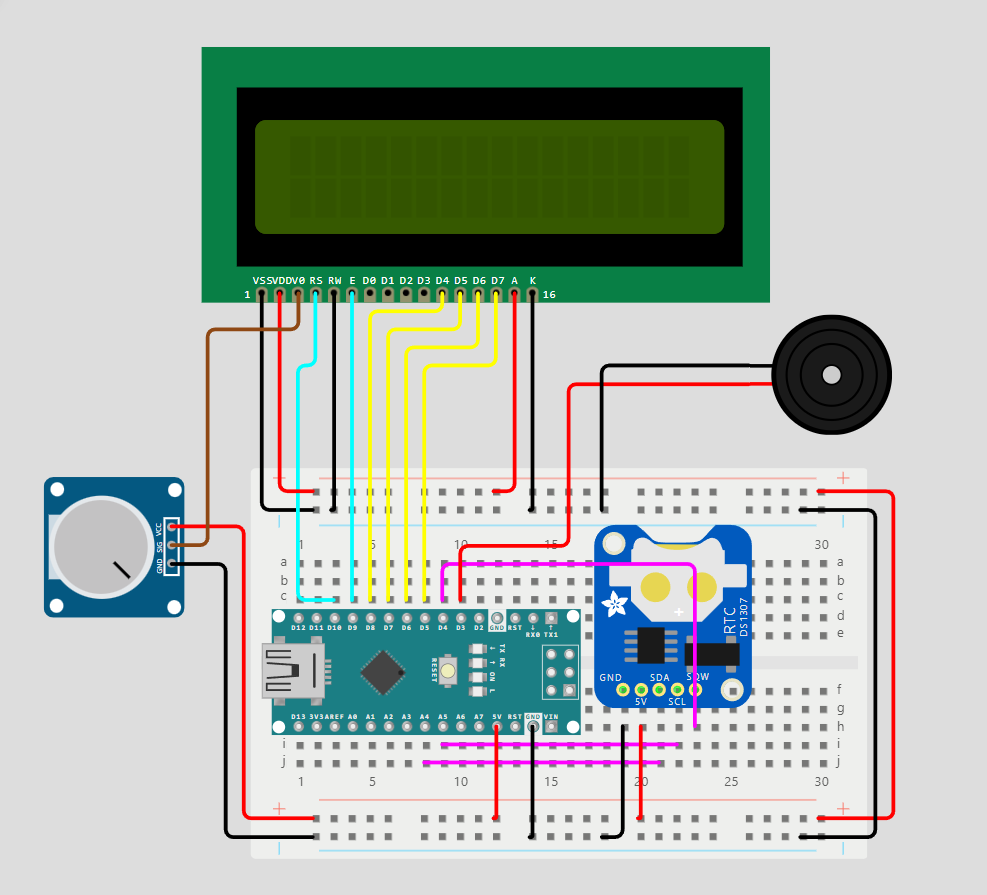 VSS VDD V0 RS RW E D0 D1 D2 D3 D4 D5 D6 D7 A K
1 16
VCC
SIG
GND
+ +
1 5 10 15 30
a a
b b
c c
d
e
RTC
DS1307
D12 D11 D10 D9 D8 D7 D6 D5 D4 D3 D2 GND RST RX0 TX1
RESET
TX RX
ON L
GND SDA SQW
5V SCL
D13 3V3 AREF A0 A1 A2 A3 A4 A5 A6 A7 5V RST GND VIN
f
g
h
i i
j j
1 5 10 15 20 25 30
+ +